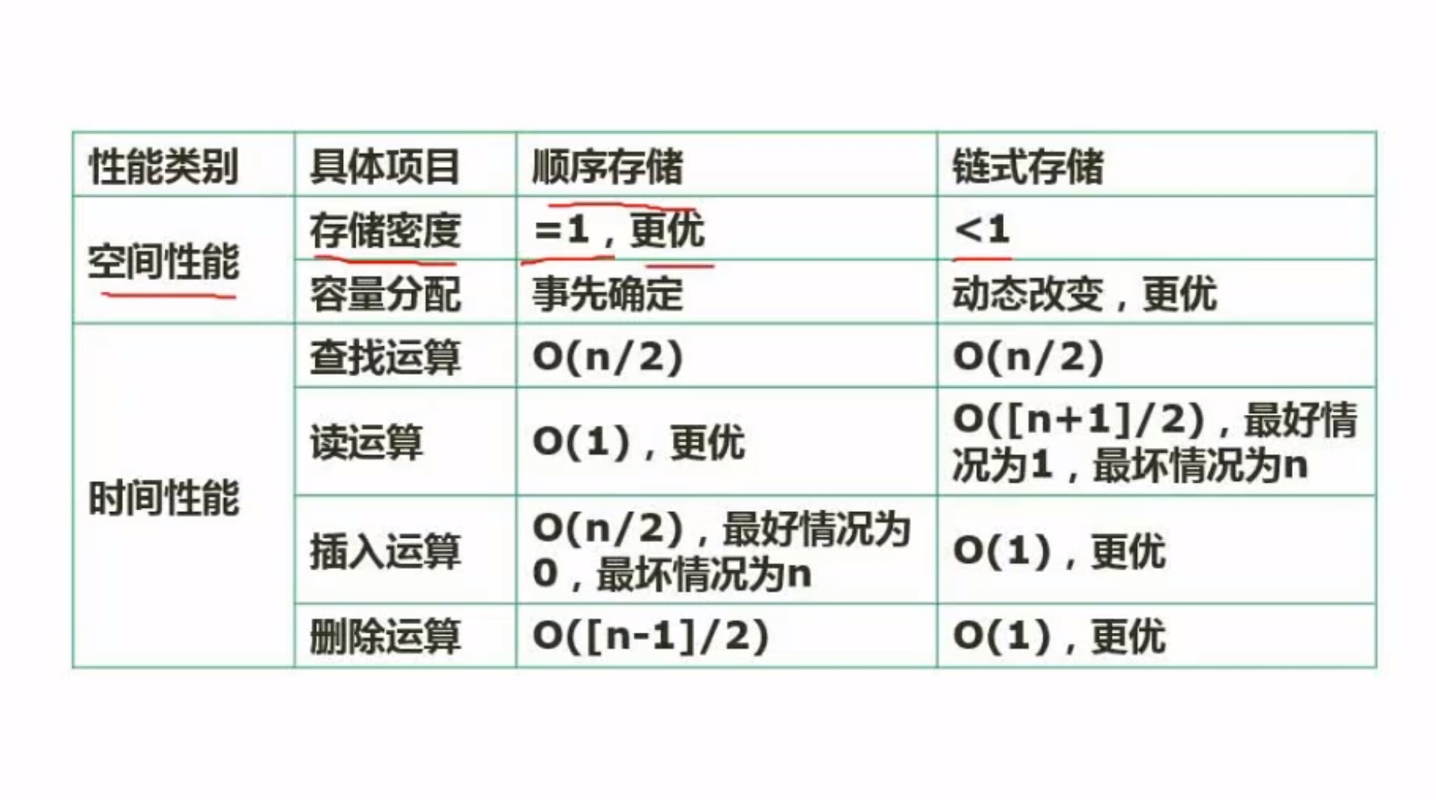 性能类别 具体项目 顺序存储 链式存储
空间性能 存储密度 =1，更优 <1
容量分配 事先确定 动态改变，更优
时间性能 查找运算 O(n/2) O(n/2)
读运算 O(1)，更优 O([n+1]/2)，最好情
况为1，最坏情况为n
插入运算 O(n/2)，最好情况为
0，最坏情况为n O(1)，更优
删除运算 O([n-1]/2) O(1)，更优